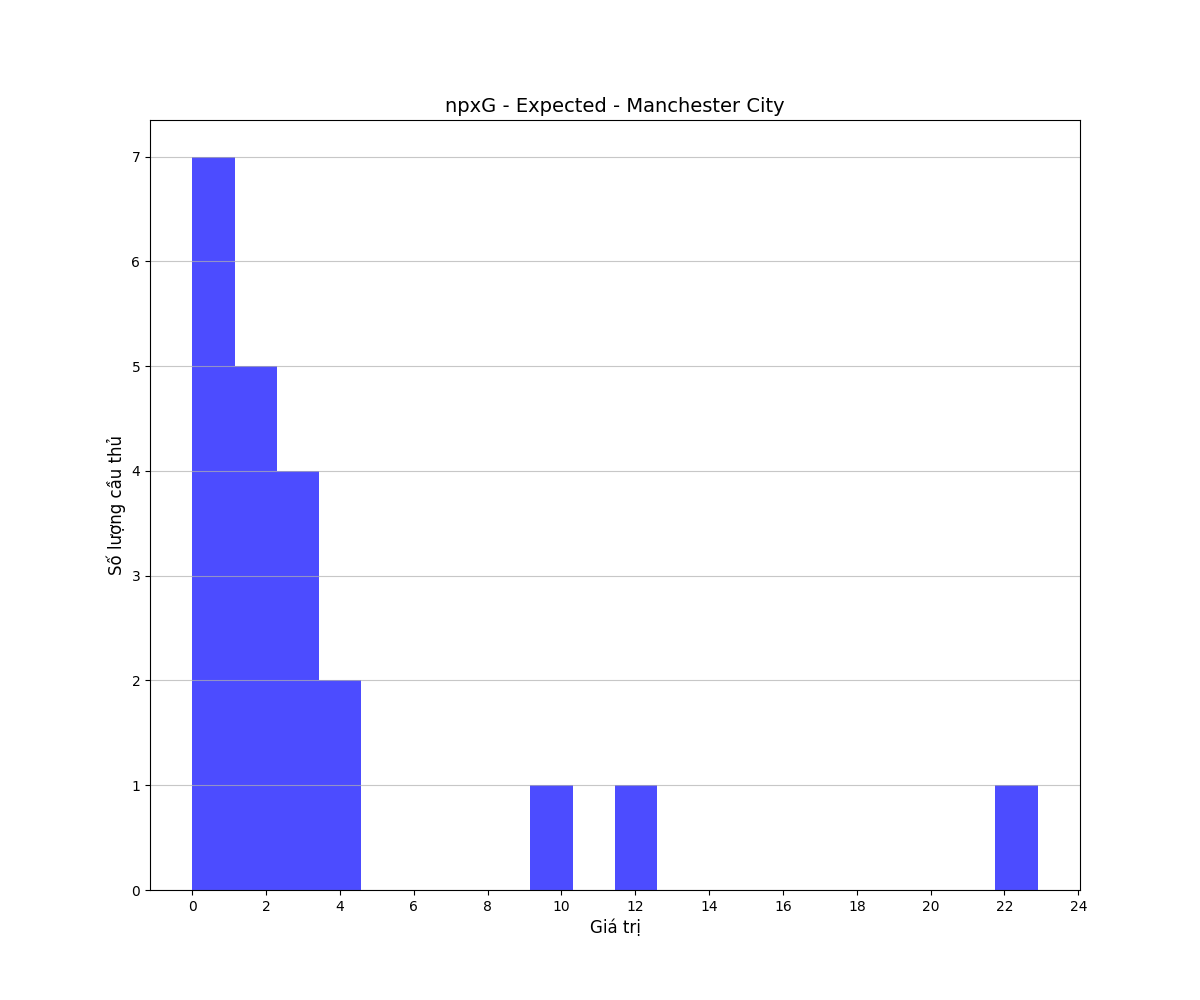 npxG - Expected - Manchester City
7
6
5
4
3
2
1
0
Số lượng cầu thủ
0 2 4 6 8 10 12 14 16 18 20 22 24
Giá trị